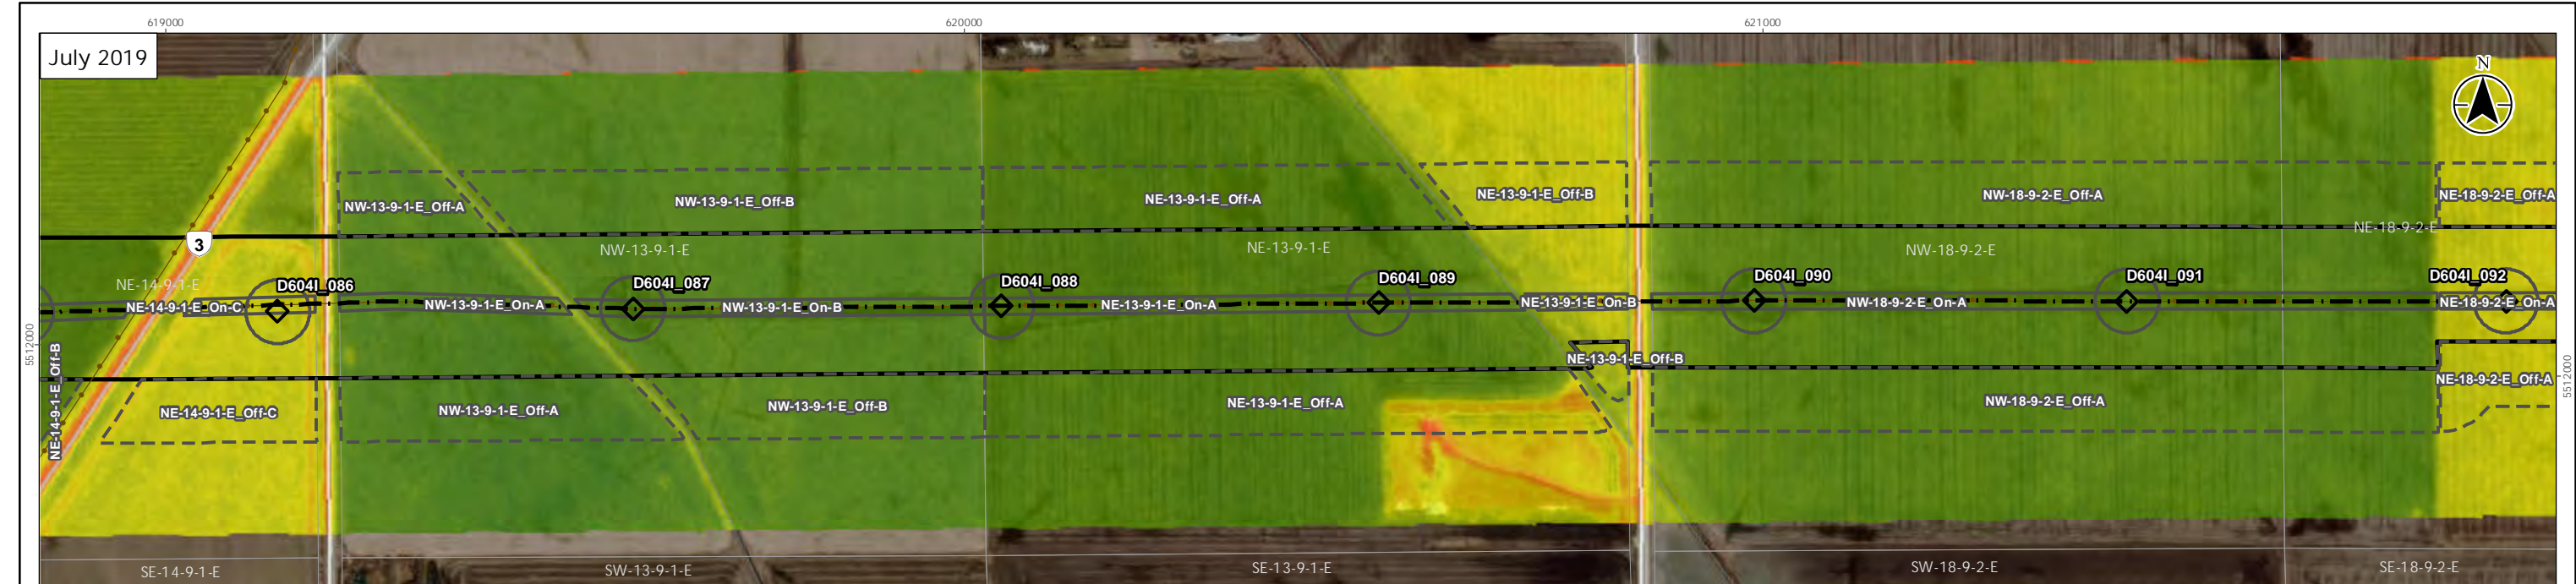 619000
620000
621000
July 2019
N
NW-13-9-1-E_Off-A
NW-13-9-1-E_Off-B
NE-13-9-1-E_Off-A
NE-13-9-1-E_Off-B
NW-18-9-2-E_Off-A
NE-18-9-2-E_Off-A
3
NW-13-9-1-E
NE-13-9-1-E
NW-18-9-2-E
NE-18-9-2-E
NE-14-9-1-E
D604I_086
D604I_087
D604I_088
D604I_089
D604I_090
D604I_091
D604I_092
NE-14-9-1-E_On-C
NW-13-9-1-E_On-A
NW-13-9-1-E_On-B
NE-13-9-1-E_On-A
NE-13-9-1-E_On-B
NW-18-9-2-E_On-A
NE-18-9-2-E_On-A
5512000
5512000
NE-14-9-1-E_Off-B
NE-13-9-1-E_Off-B
NE-14-9-1-E_Off-C
NW-13-9-1-E_Off-A
NW-13-9-1-E_Off-B
NE-13-9-1-E_Off-A
NW-18-9-2-E_Off-A
NE-18-9-2-E_Off-A
SE-14-9-1-E
SW-13-9-1-E
SE-13-9-1-E
SW-18-9-2-E
SE-18-9-2-E